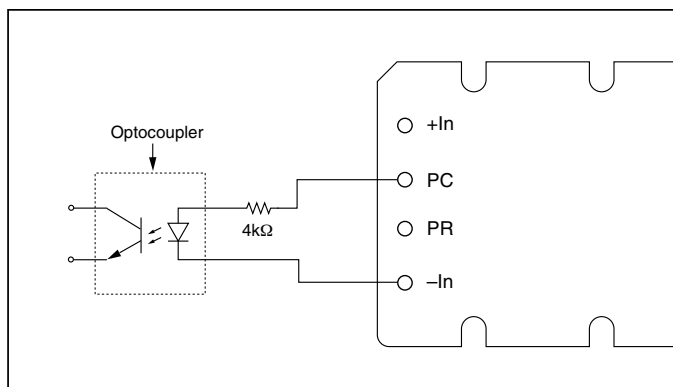 Optocoupler
4kΩ
+In
PC
PR
–In